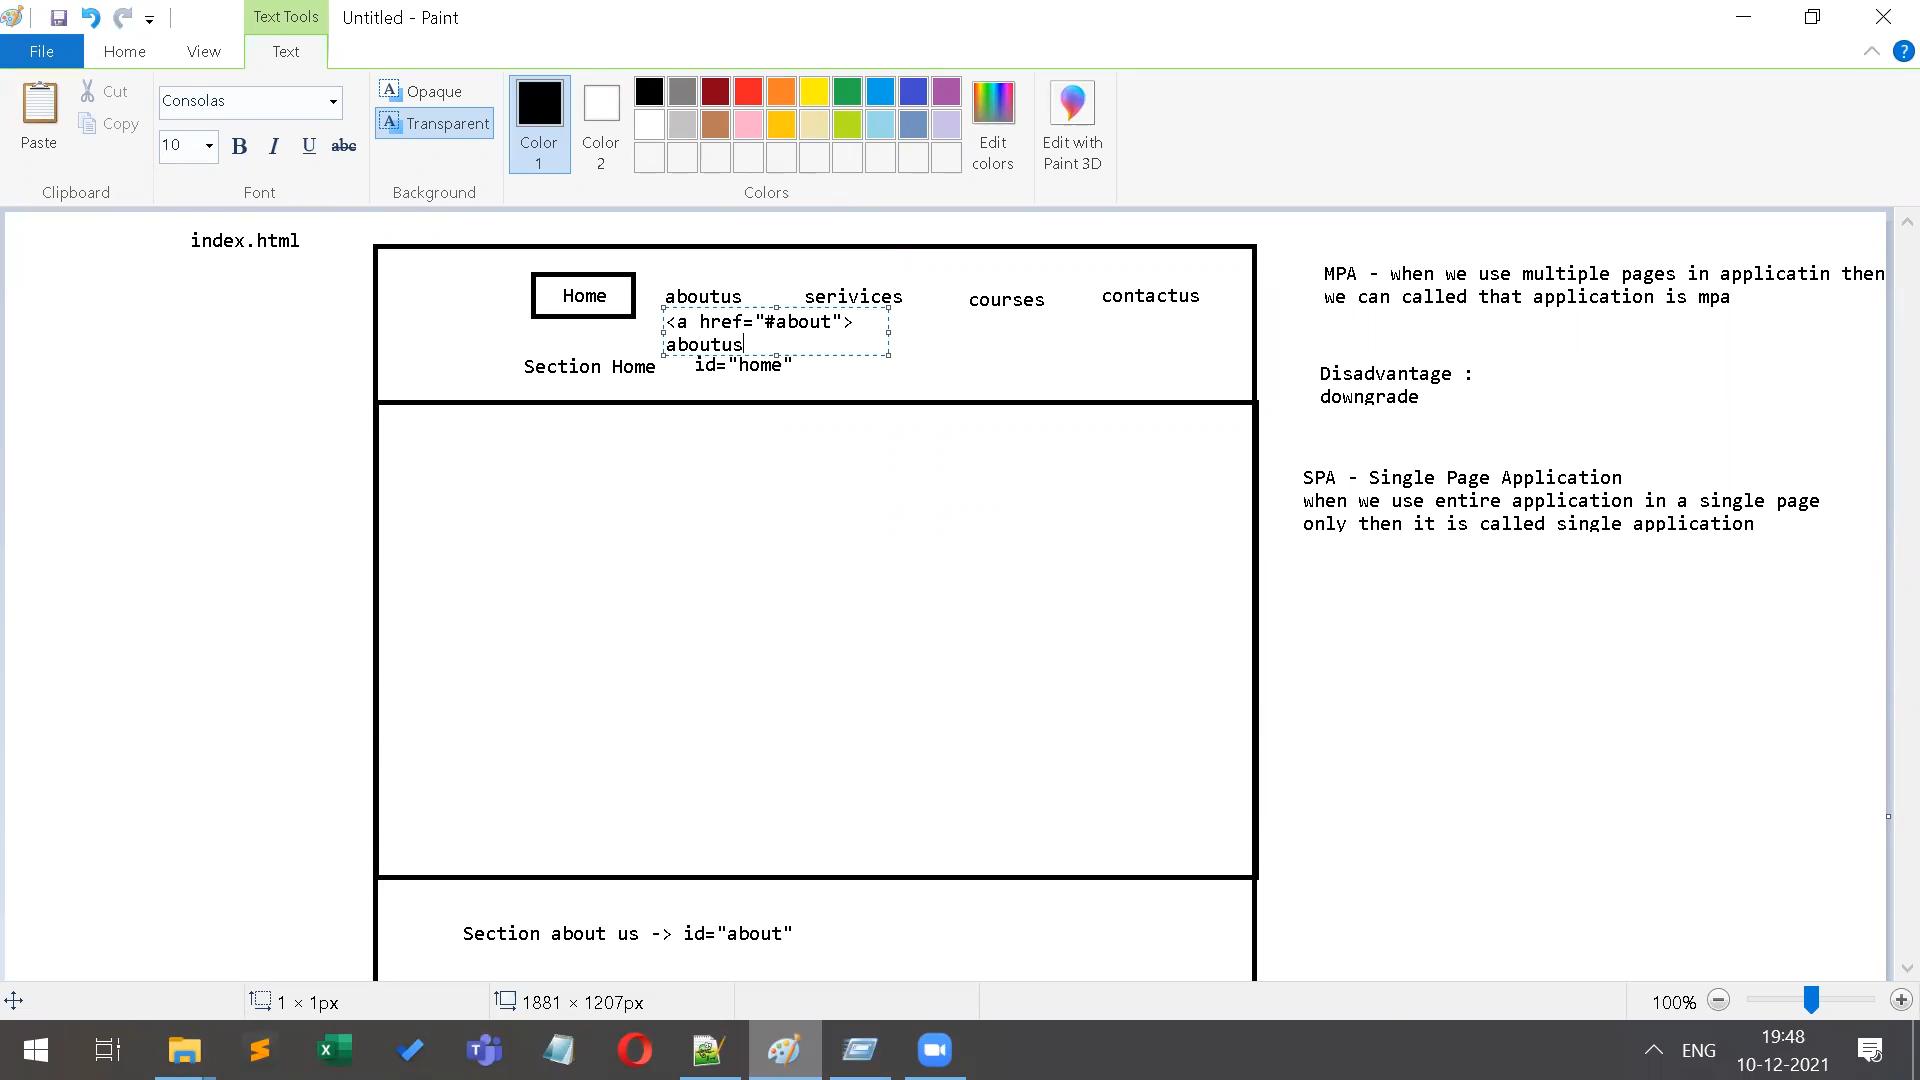 Text Tools
Untitled - Paint
File
Home
View
Text
Paste
Cut
Copy
Clipboard
Consolas
10
B I U abc
Font
Opaque
Transparent
Background
Color 1
Color 2
Colors
Edit colors
Edit with Paint 3D
index.html
Home
aboutus
serivices
courses
contactus
<a href="#about">
aboutus
Section Home
id="home"
MPA - when we use multiple pages in applicatin then
we can called that application is mpa
Disadvantage :
downgrade
SPA - Single Page Application
when we use entire application in a single page
only then it is called single application
Section about us -> id="about"
1 × 1px
1881 × 1207px
100%
ENG
19:48
10-12-2021